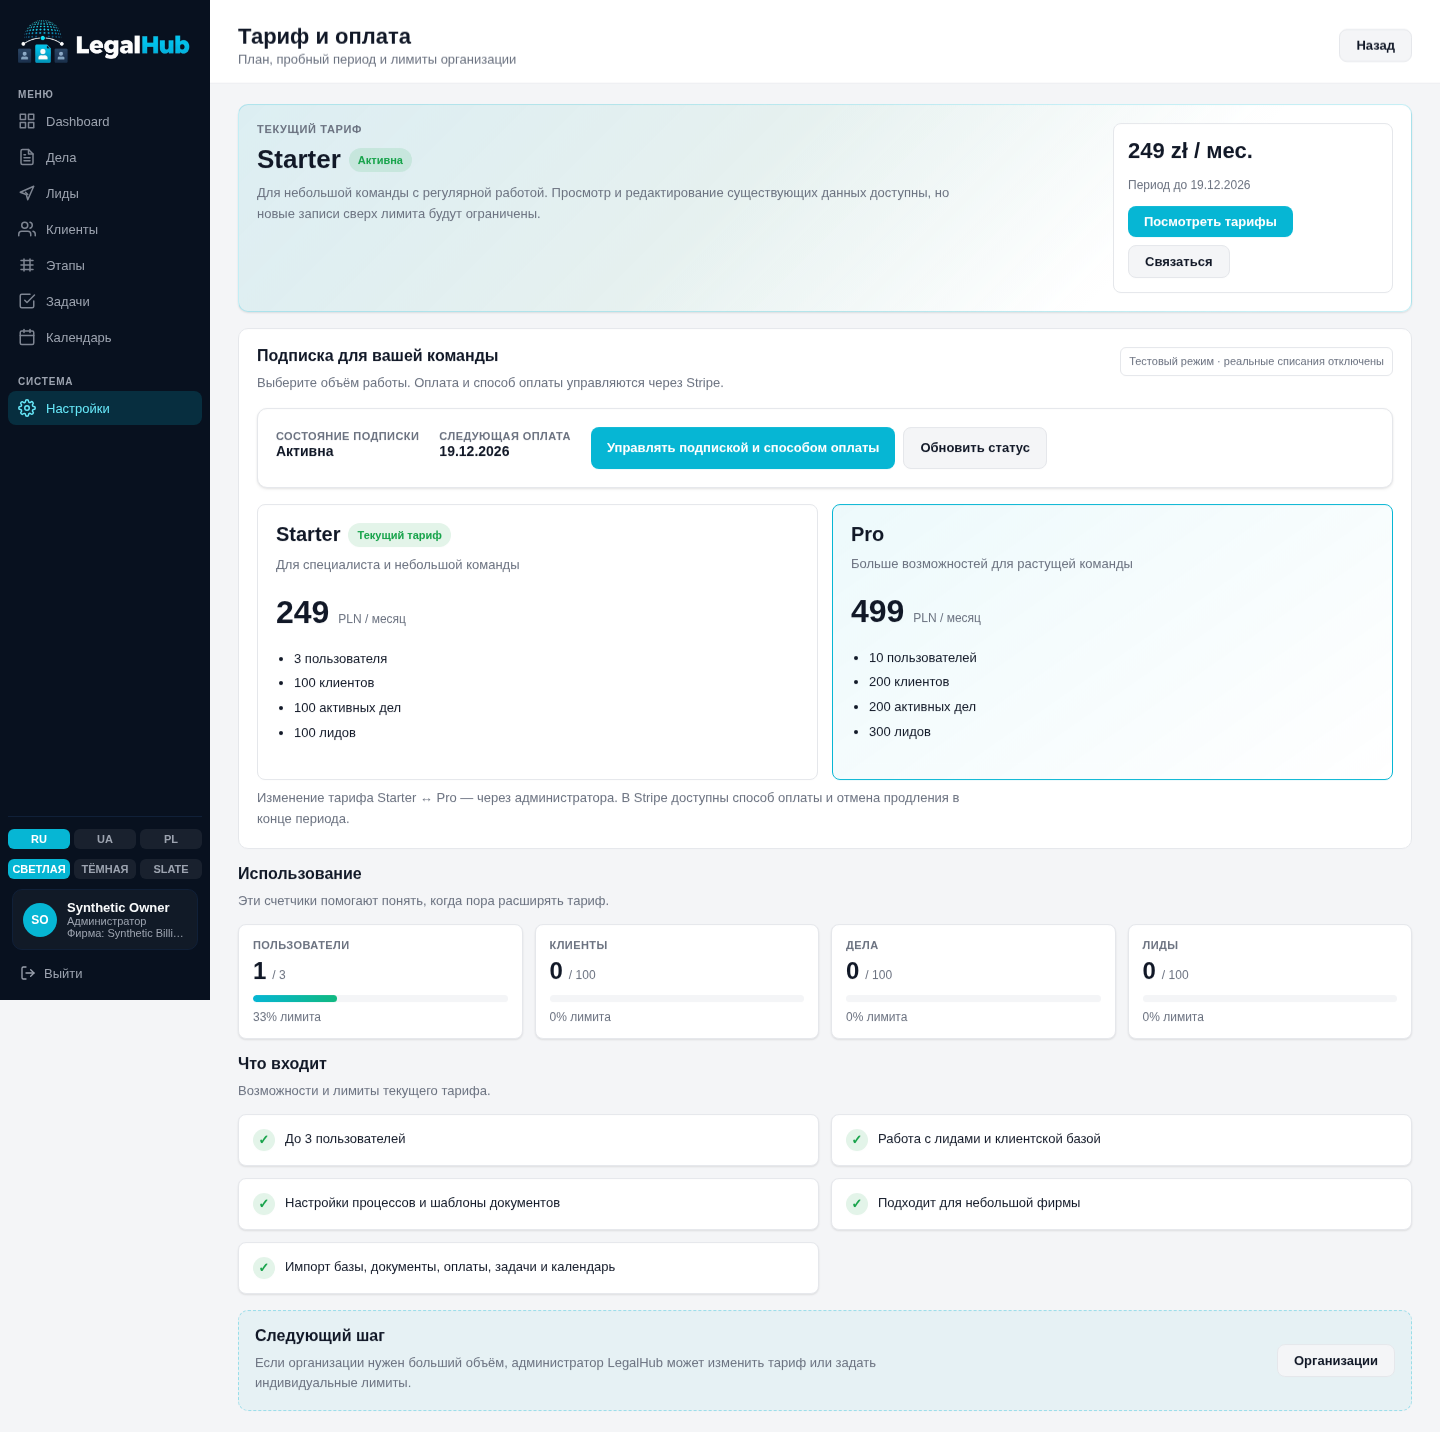 LegalHub
МЕНЮ
Dashboard
Дела
Лиды
Клиенты
Этапы
Задачи
Календарь
СИСТЕМА
Настройки
RU UA PL
СВЕТЛАЯ ТЁМНАЯ SLATE
SO
Synthetic Owner
Администратор
Фирма: Synthetic Billi...
Выйти
Тариф и оплата
План, пробный период и лимиты организации
Назад
ТЕКУЩИЙ ТАРИФ
Starter Активна
Для небольшой команды с регулярной работой. Просмотр и редактирование существующих данных доступны, но
новые записи сверх лимита будут ограничены.
249 zł / мес.
Период до 19.12.2026
Посмотреть тарифы
Связаться
Подписка для вашей команды
Выберите объём работы. Оплата и способ оплаты управляются через Stripe.
Тестовый режим · реальные списания отключены
СОСТОЯНИЕ ПОДПИСКИ
Активна
СЛЕДУЮЩАЯ ОПЛАТА
19.12.2026
Управлять подпиской и способом оплаты
Обновить статус
Starter Текущий тариф
Для специалиста и небольшой команды
249 PLN / месяц
• 3 пользователя
• 100 клиентов
• 100 активных дел
• 100 лидов
Pro
Больше возможностей для растущей команды
499 PLN / месяц
• 10 пользователей
• 200 клиентов
• 200 активных дел
• 300 лидов
Изменение тарифа Starter ↔ Pro — через администратора. В Stripe доступны способ оплаты и отмена продления в
конце периода.
Использование
Эти счетчики помогают понять, когда пора расширять тариф.
ПОЛЬЗОВАТЕЛИ
1 / 3
33% лимита
КЛИЕНТЫ
0 / 100
0% лимита
ДЕЛА
0 / 100
0% лимита
ЛИДЫ
0 / 100
0% лимита
Что входит
Возможности и лимиты текущего тарифа.
✓ До 3 пользователей
✓ Работа с лидами и клиентской базой
✓ Настройки процессов и шаблоны документов
✓ Подходит для небольшой фирмы
✓ Импорт базы, документы, оплаты, задачи и календарь
Следующий шаг
Если организации нужен больший объём, администратор LegalHub может изменить тариф или задать
индивидуальные лимиты.
Организации